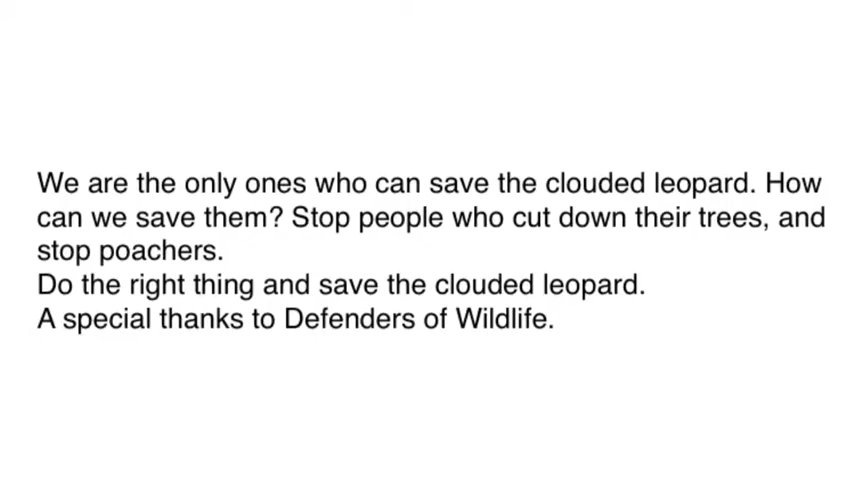 We are the only ones who can save the clouded leopard. How
can we save them? Stop people who cut down their trees, and
stop poachers.
Do the right thing and save the clouded leopard.
A special thanks to Defenders of Wildlife.